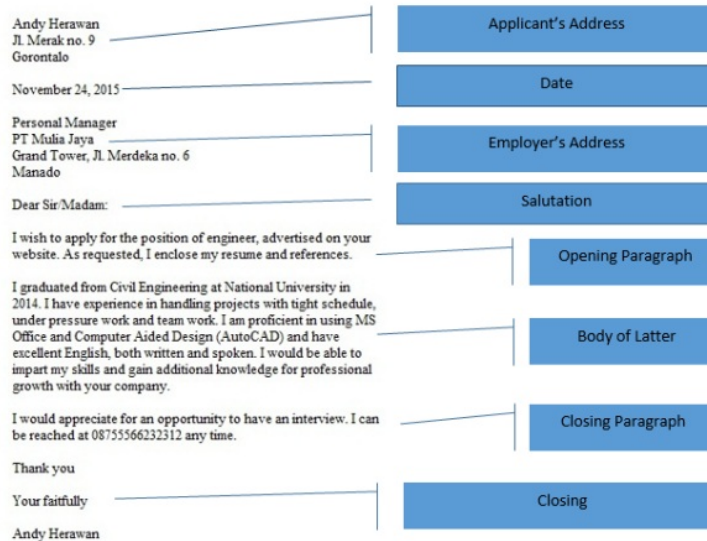 Andy Herawan
Jl. Merak no. 9
Gorontalo
Applicant's Address
November 24, 2015
Date
Personal Manager
PT Mulia Jaya
Grand Tower, Jl. Merdeka no. 6
Manado
Employer's Address
Dear Sir/Madam:
Salutation
I wish to apply for the position of engineer, advertised on your
website. As requested, I enclose my resume and references.
Opening Paragraph
I graduated from Civil Engineering at National University in
2014. I have experience in handling projects with tight schedule,
under pressure work and team work. I am proficient in using MS
Office and Computer Aided Design (AutoCAD) and have
excellent English, both written and spoken. I would be able to
impart my skills and gain additional knowledge for professional
growth with your company.
Body of Latter
I would appreciate for an opportunity to have an interview. I can
be reached at 08755566232312 any time.
Closing Paragraph
Thank you
Your faitfully
Closing
Andy Herawan